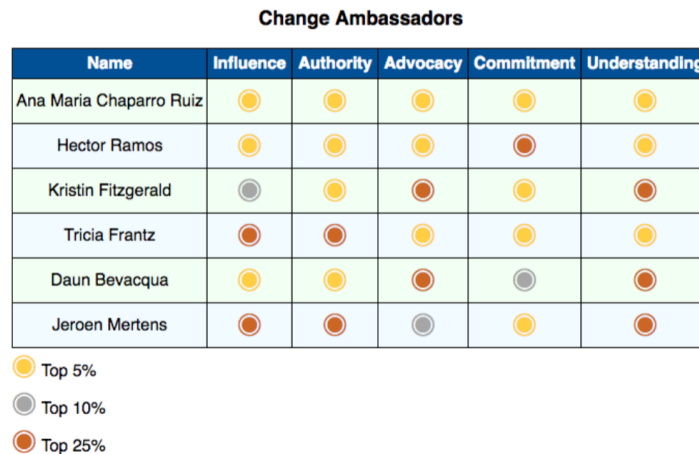 Change Ambassadors
Name Influence Authority Advocacy Commitment Understanding
Ana Maria Chaparro Ruiz
Hector Ramos
Kristin Fitzgerald
Tricia Frantz
Daun Bevacqua
Jeroen Mertens
Top 5%
Top 10%
Top 25%